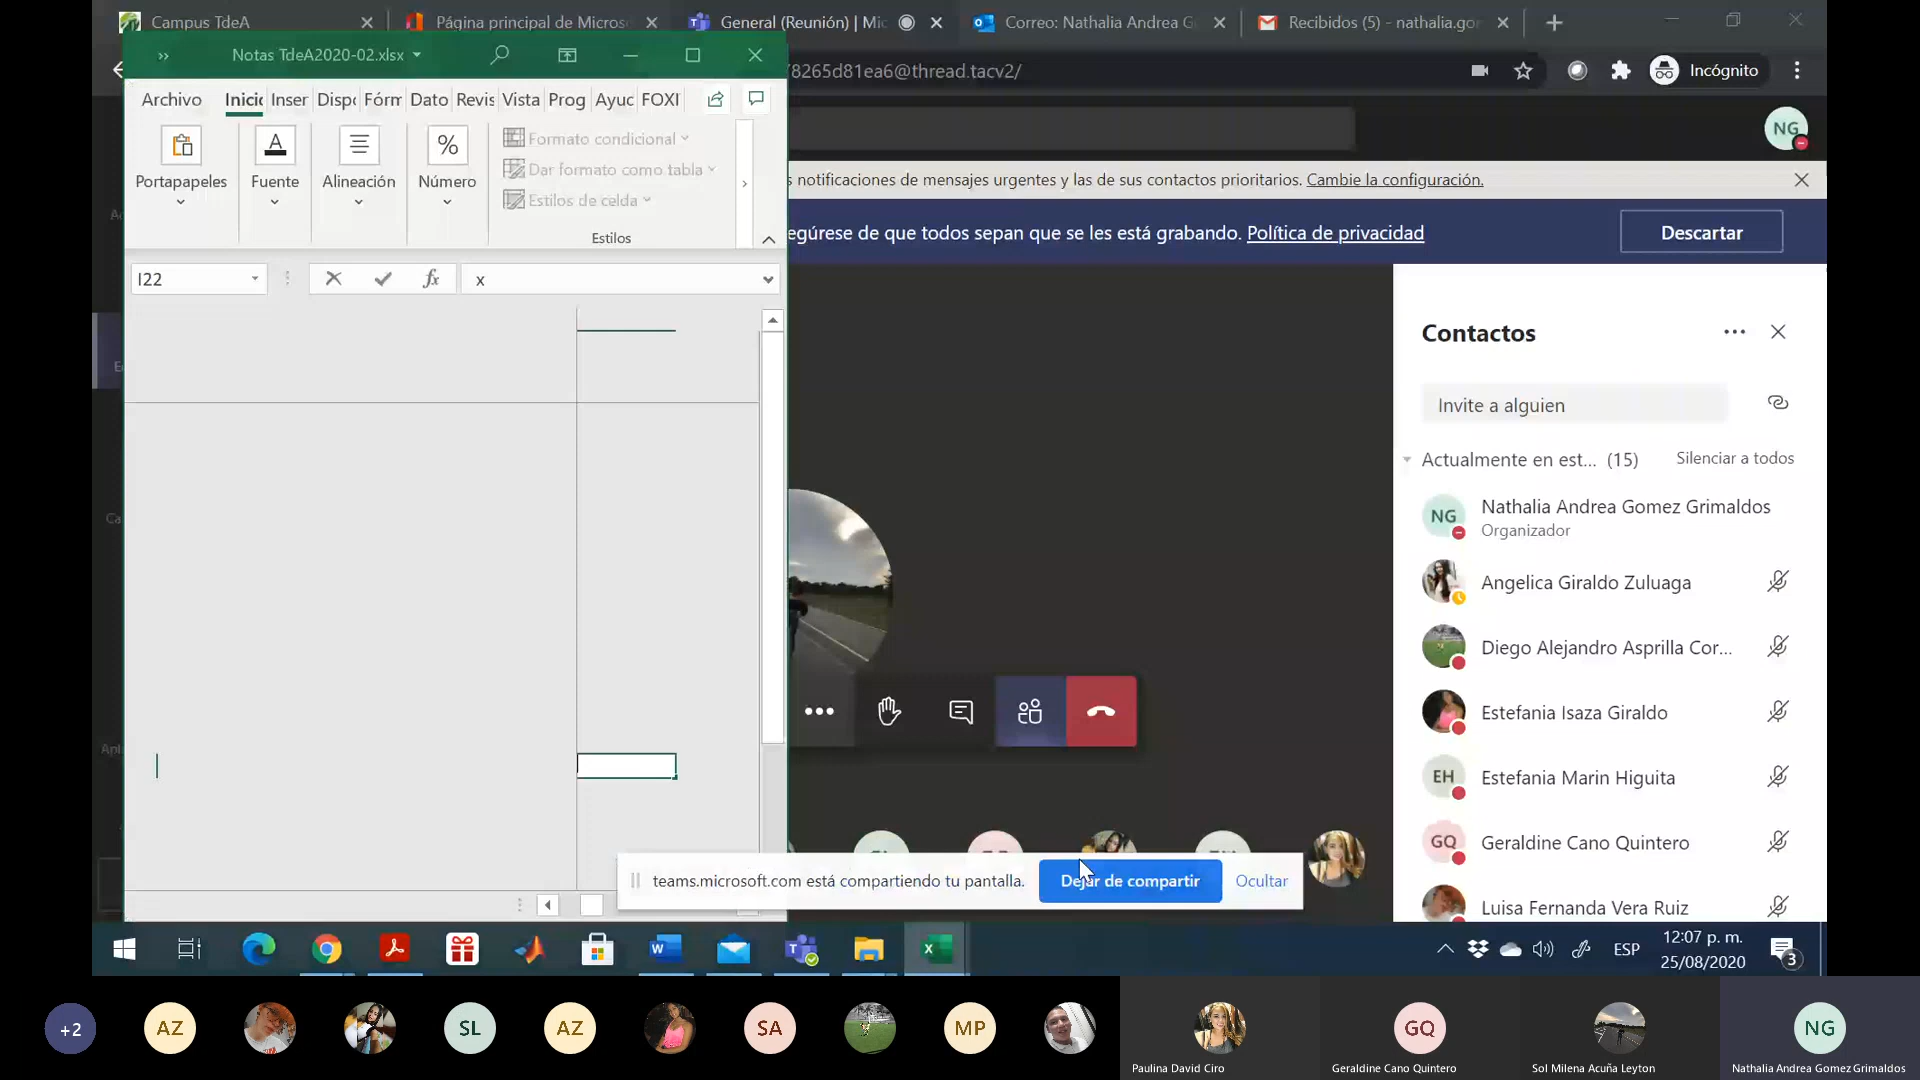 Campus TdeA
Página principal de Micros
General (Reunión) | Mic
Correo: Nathalia Andrea G
Recibidos (5) - nathalia.gor
Notas TdeA2020-02.xlsx
8265d81ea6@thread.tacv2/
Incógnito
Archivo Inicic Inser Dispo Fórm Dato Revis Vista Prog Ayuc FOXI
NG
Portapapeles
Fuente
Alineación
Número
Formato condicional
Dar formato como tabla
Estilos de celda
Estilos
s notificaciones de mensajes urgentes y las de sus contactos prioritarios. Cambie la configuración.
egúrese de que todos sepan que se les está grabando. Política de privacidad
Descartar
I22
fx
x
Contactos
Invite a alguien
Actualmente en est... (15)
Silenciar a todos
NG
Nathalia Andrea Gomez Grimaldos
Organizador
Angelica Giraldo Zuluaga
Diego Alejandro Asprilla Cor...
Estefania Isaza Giraldo
EH
Estefania Marin Higuita
GQ
Geraldine Cano Quintero
Luisa Fernanda Vera Ruiz
teams.microsoft.com está compartiendo tu pantalla.
Dejar de compartir
Ocultar
ESP
12:07 p. m.
25/08/2020
3
+2
AZ
SL
AZ
SA
MP
GQ
NG
Paulina David Ciro
Geraldine Cano Quintero
Sol Milena Acuña Leyton
Nathalia Andrea Gomez Grimaldos